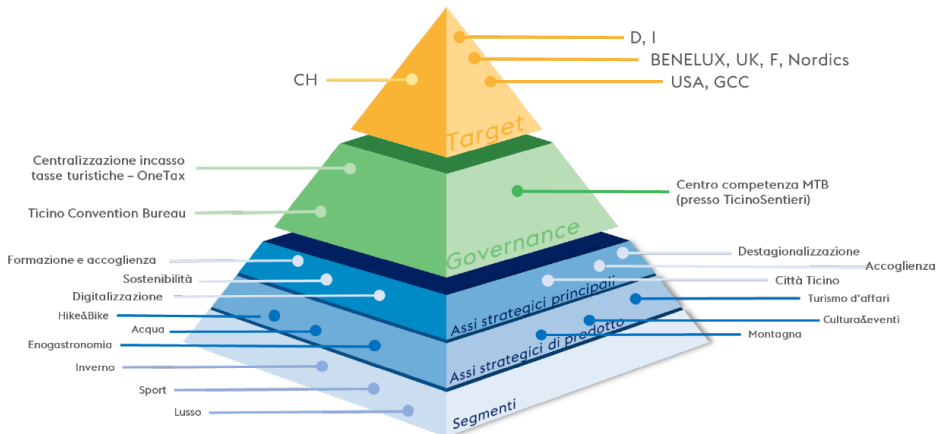 D, I
BENELUX, UK, F, Nordics
CH
USA, GCC
Target
Centralizzazione incasso
tasse turistiche – OneTax
Centro competenza MTB
(presso TicinoSentieri)
Ticino Convention Bureau
Governance
Formazione e accoglienza
Destagionalizzazione
Accoglienza
Sostenibilità
Città Ticino
Digitalizzazione
Assi strategici principali
Turismo d'affari
Hike&Bike
Cultura&eventi
Acqua
Montagna
Enogastronomia
Assi strategici di prodotto
Inverno
Sport
Lusso
Segmenti